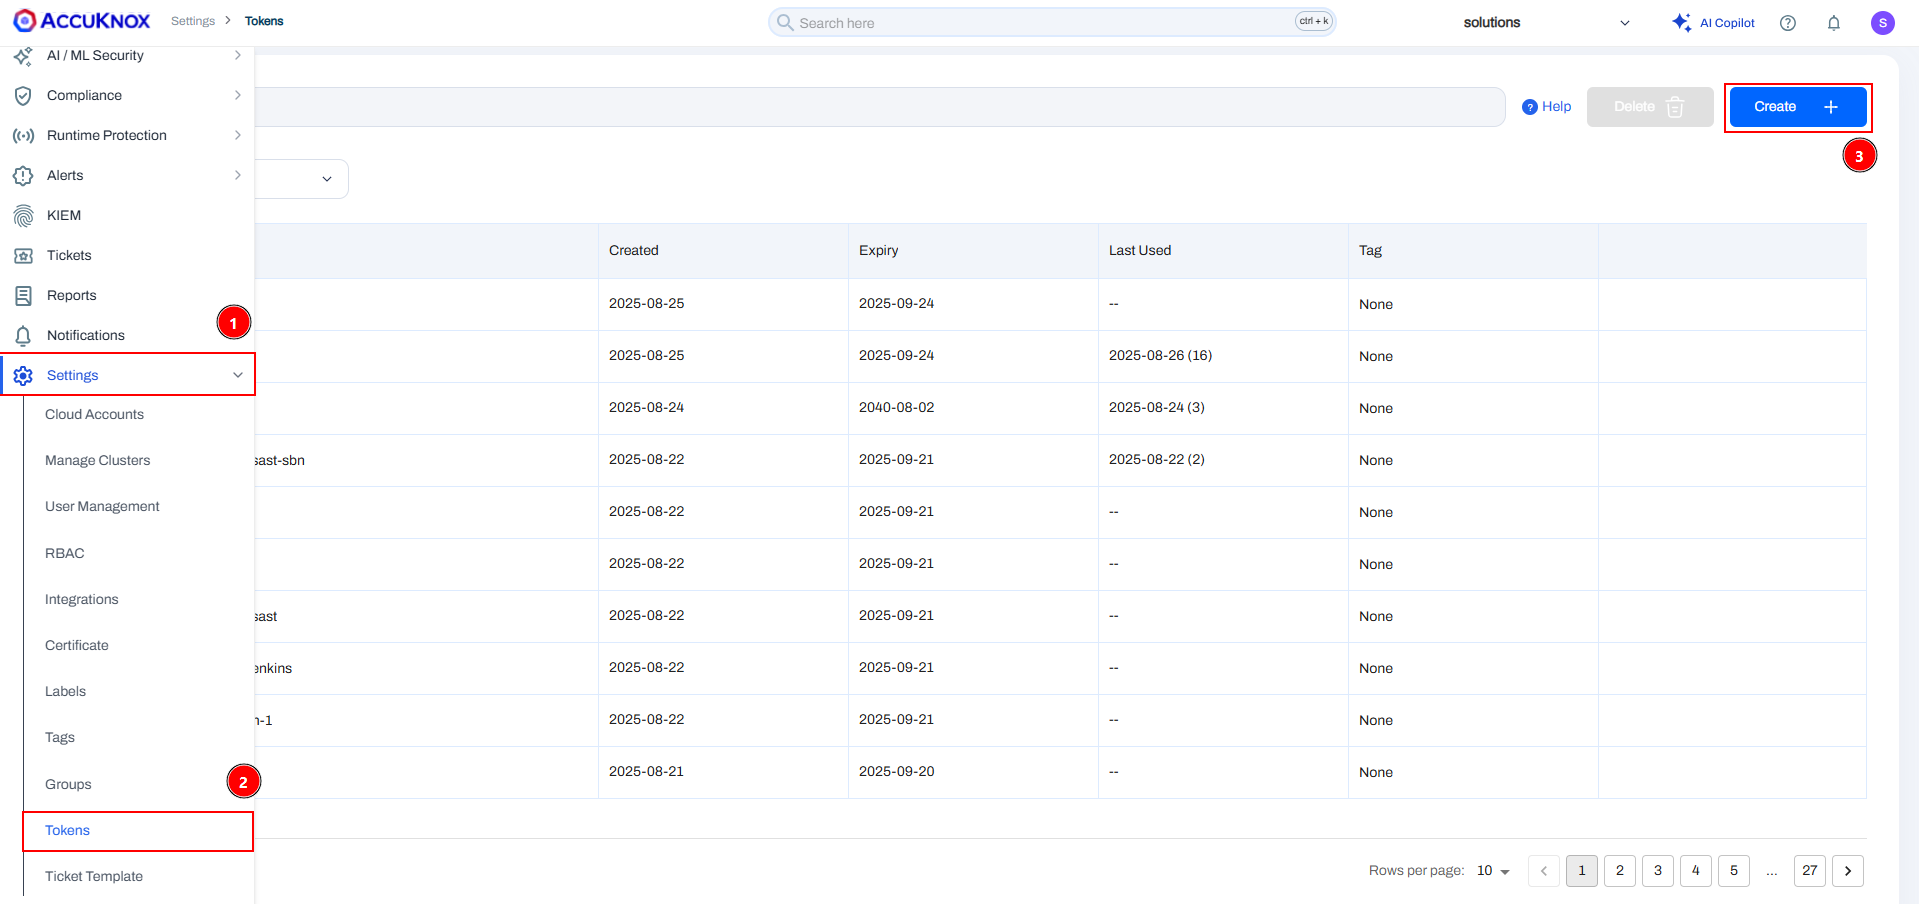 ACCUKNOX Settings > Tokens
Search here ctrl + k
solutions
AI Copilot
S
AI / ML Security
Compliance
Runtime Protection
Alerts
KIEM
Tickets
Reports
Notifications
1
Settings
Cloud Accounts
Manage Clusters
User Management
RBAC
Integrations
Certificate
Labels
Tags
Groups
2
Tokens
Ticket Template
Help Delete Create +
3
Created Expiry Last Used Tag
2025-08-25 2025-09-24 -- None
2025-08-25 2025-09-24 2025-08-26 (16) None
2025-08-24 2040-08-02 2025-08-24 (3) None
sast-sbn 2025-08-22 2025-09-21 2025-08-22 (2) None
2025-08-22 2025-09-21 -- None
2025-08-22 2025-09-21 -- None
sast 2025-08-22 2025-09-21 -- None
enkins 2025-08-22 2025-09-21 -- None
n-1 2025-08-22 2025-09-21 -- None
2025-08-21 2025-09-20 -- None
Rows per page: 10 < 1 2 3 4 5 ... 27 >